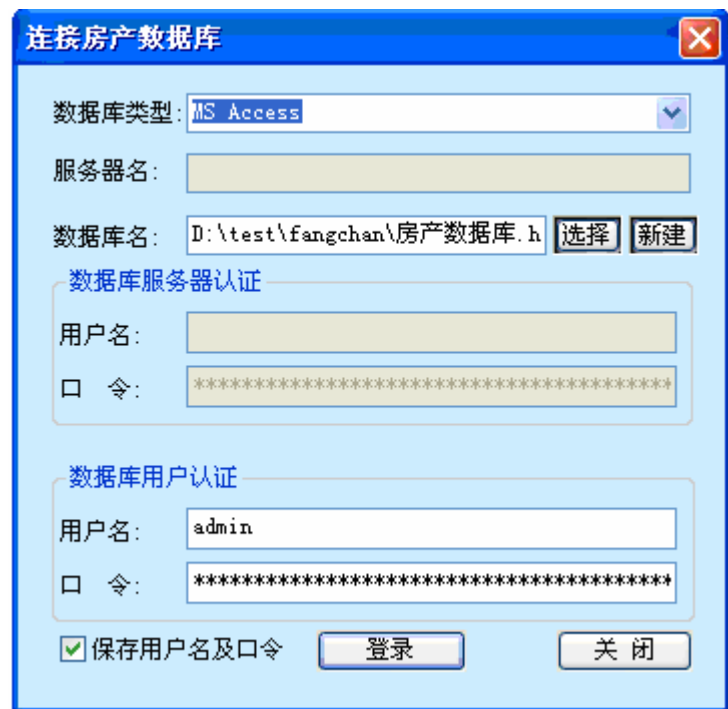 连接房产数据库
数据库类型: MS Access
服务器名:
数据库名: D:\test\fangchan\房产数据库.h 选择 新建
数据库服务器认证
用户名:
口 令: ****************************************
数据库用户认证
用户名: admin
口 令: ****************************************
保存用户名及口令 登录 关 闭